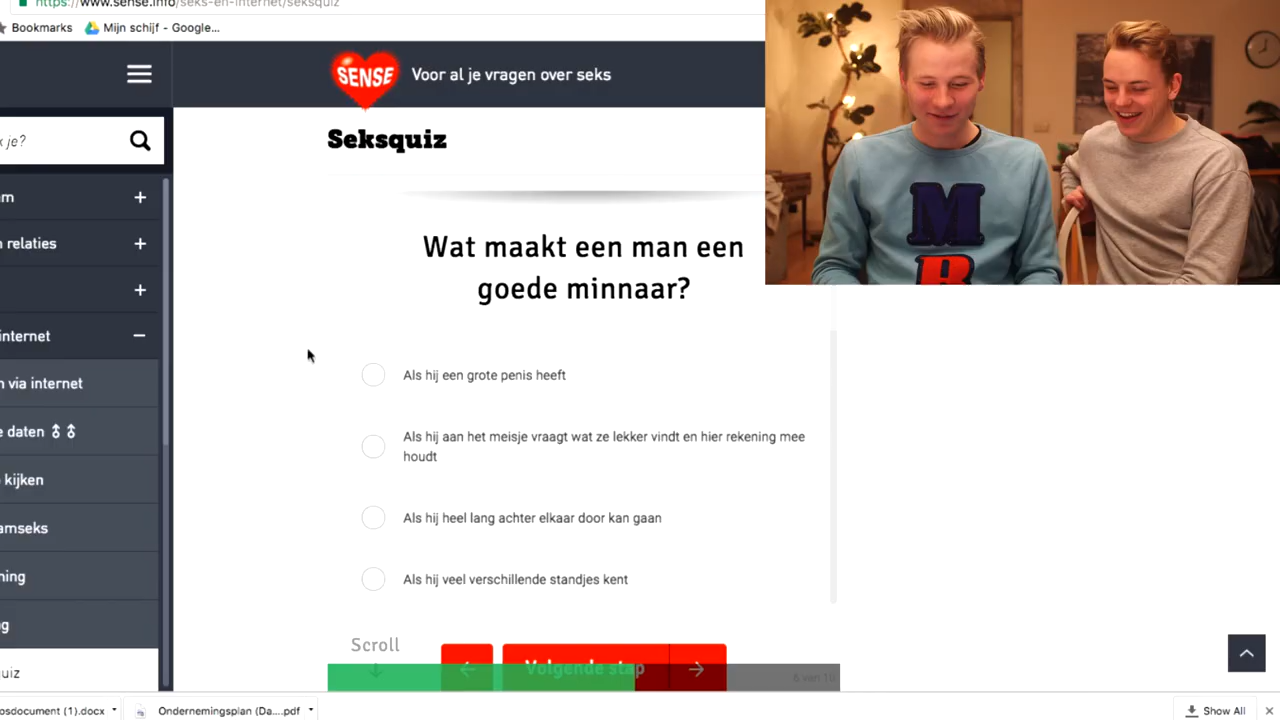 https://www.sense.info/seks-en-internet/seksquiz
Bookmarks Mijn schijf - Google...
SENSE Voor al je vragen over seks
k je?
Seksquiz
m
n relaties
internet
n via internet
e daten
kijken
amseks
ning
g
uiz
Wat maakt een man een
goede minnaar?
Als hij een grote penis heeft
Als hij aan het meisje vraagt wat ze lekker vindt en hier rekening mee
houdt
Als hij heel lang achter elkaar door kan gaan
Als hij veel verschillende standjes kent
Scroll
Volgende stap
6 van 10
M
osdocument (1).docx Ondernemingsplan (Da....pdf Show All